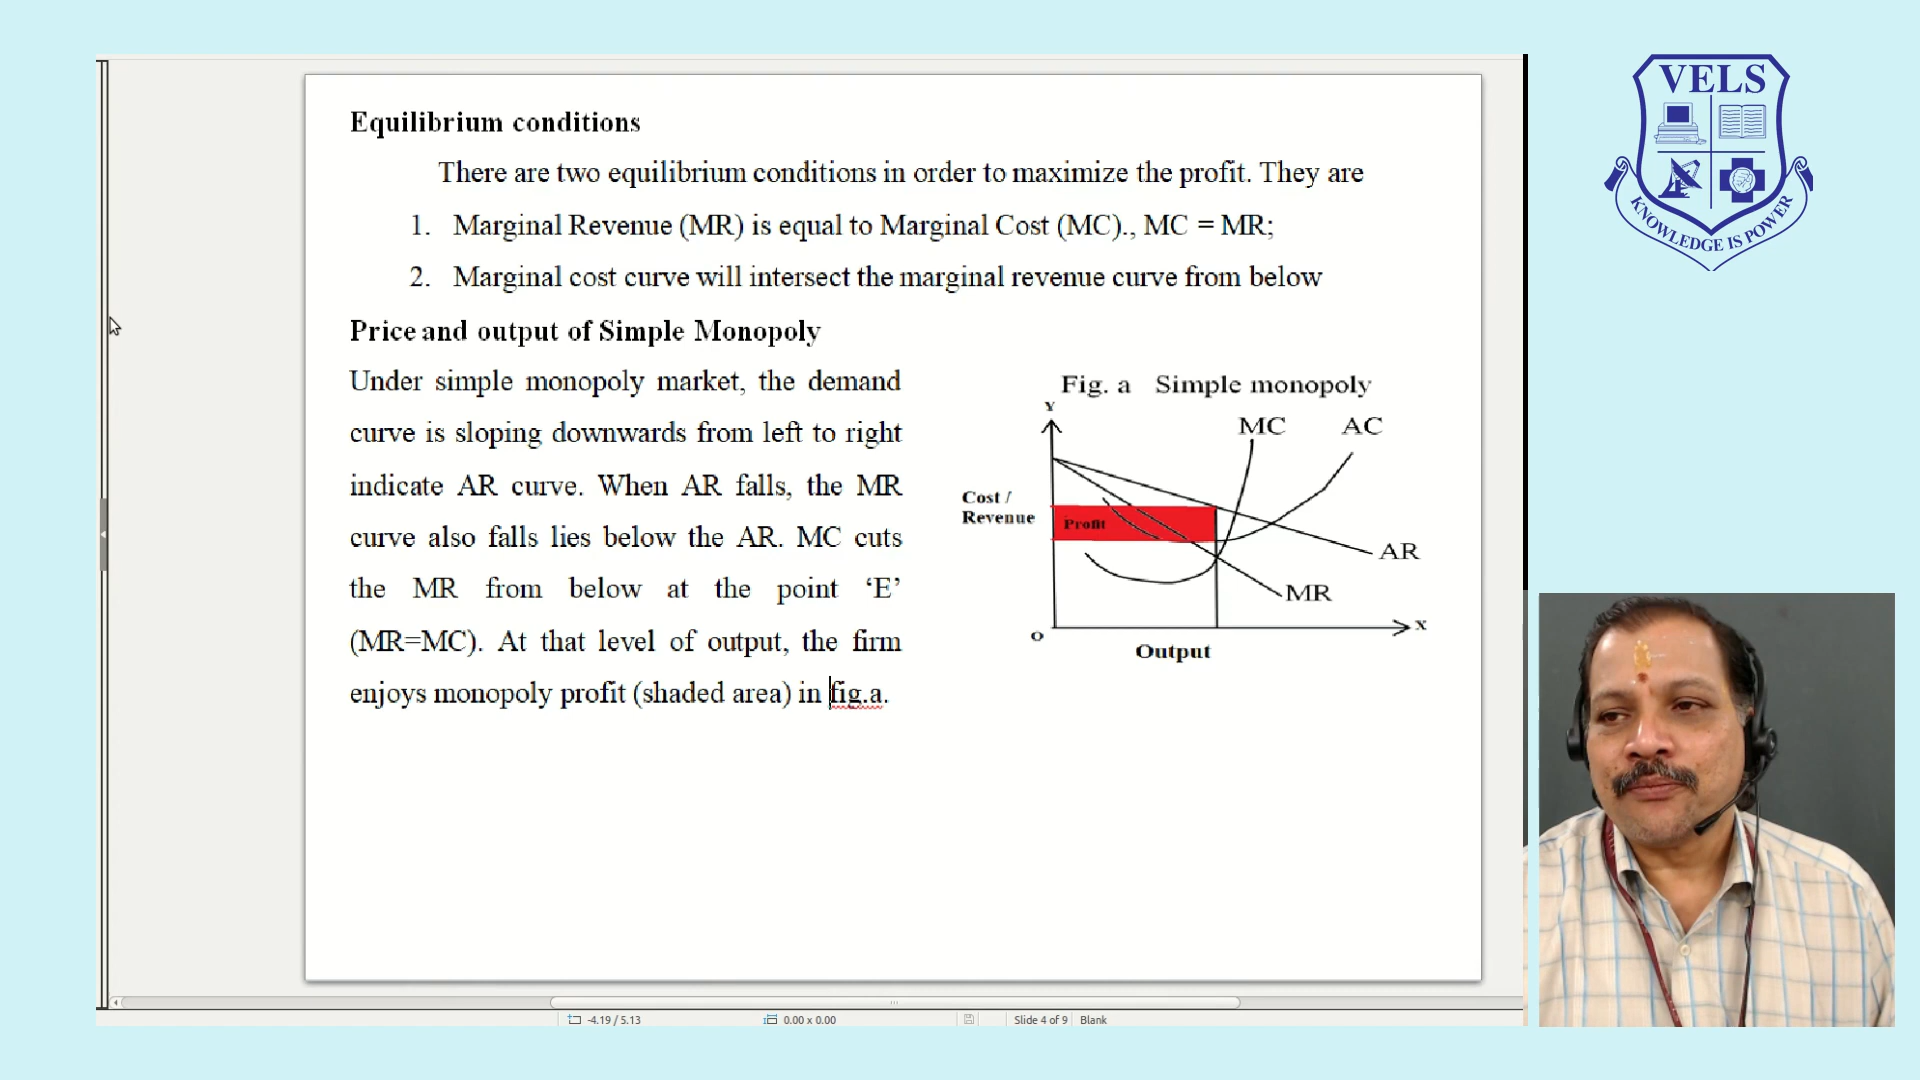 Equilibrium conditions
There are two equilibrium conditions in order to maximize the profit. They are
1. Marginal Revenue (MR) is equal to Marginal Cost (MC)., MC = MR;
2. Marginal cost curve will intersect the marginal revenue curve from below
Price and output of Simple Monopoly
Under simple monopoly market, the demand
curve is sloping downwards from left to right
indicate AR curve. When AR falls, the MR
curve also falls lies below the AR. MC cuts
the MR from below at the point ‘E’
(MR=MC). At that level of output, the firm
enjoys monopoly profit (shaded area) in fig.a.
Fig. a Simple monopoly
Y
MC AC
Cost /
Revenue
Profit
AR
MR
O
X
Output
VELS
KNOWLEDGE IS POWER
-4.19 / 5.13
0.00 x 0.00
Slide 4 of 9
Blank